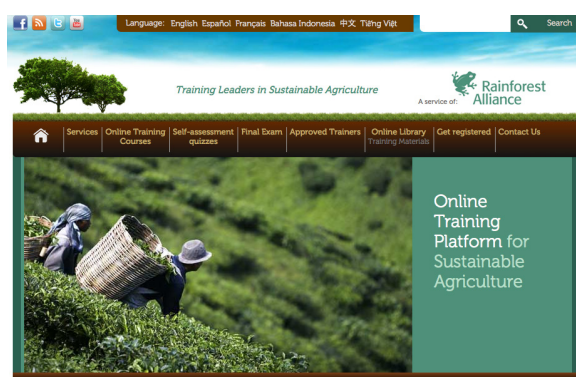 Language: English Español Français Bahasa Indonesia 中文 Tiếng Việt
Search
Training Leaders in Sustainable Agriculture
A service of: Rainforest
Alliance
Services
Online Training
Courses
Self-assessment
quizzes
Final Exam
Approved Trainers
Online Library
Training Materials
Get registered
Contact Us
Online
Training
Platform for
Sustainable
Agriculture